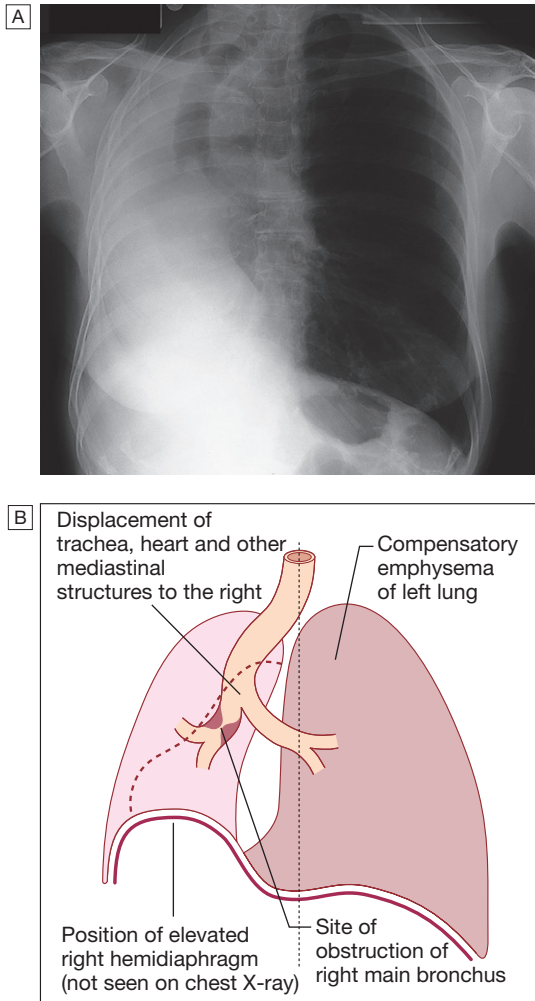 A
B
Displacement of
trachea, heart and other
mediastinal
structures to the right
Compensatory
emphysema
of left lung
Position of elevated
right hemidiaphragm
(not seen on chest X-ray)
Site of
obstruction of
right main bronchus